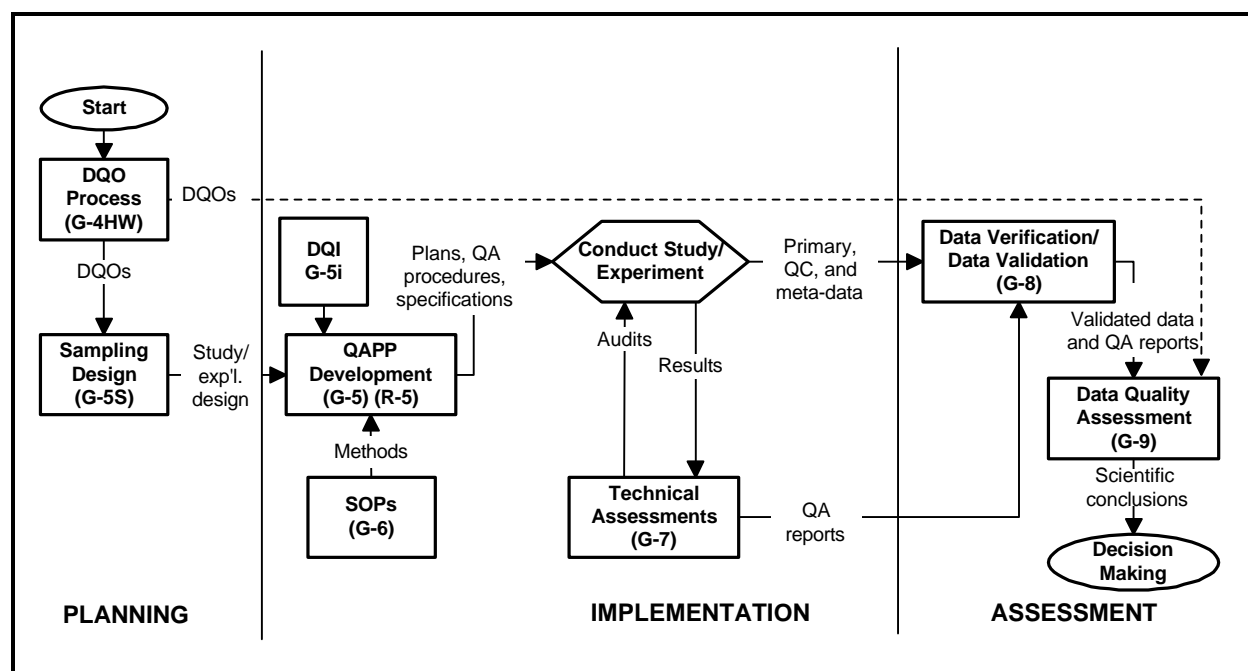 Start
DQO
Process
(G-4HW)
DQOs
DQOs
Sampling
Design
(G-5S)
Study/
exp'l.
design
DQI
G-5i
QAPP
Development
(G-5) (R-5)
Methods
SOPs
(G-6)
Plans, QA
procedures,
specifications
Conduct Study/
Experiment
Audits
Results
Technical
Assessments
(G-7)
Primary,
QC, and
meta-data
QA
reports
Data Verification/
Data Validation
(G-8)
Validated data
and QA reports
Data Quality
Assessment
(G-9)
Scientific
conclusions
Decision
Making
PLANNING
IMPLEMENTATION
ASSESSMENT